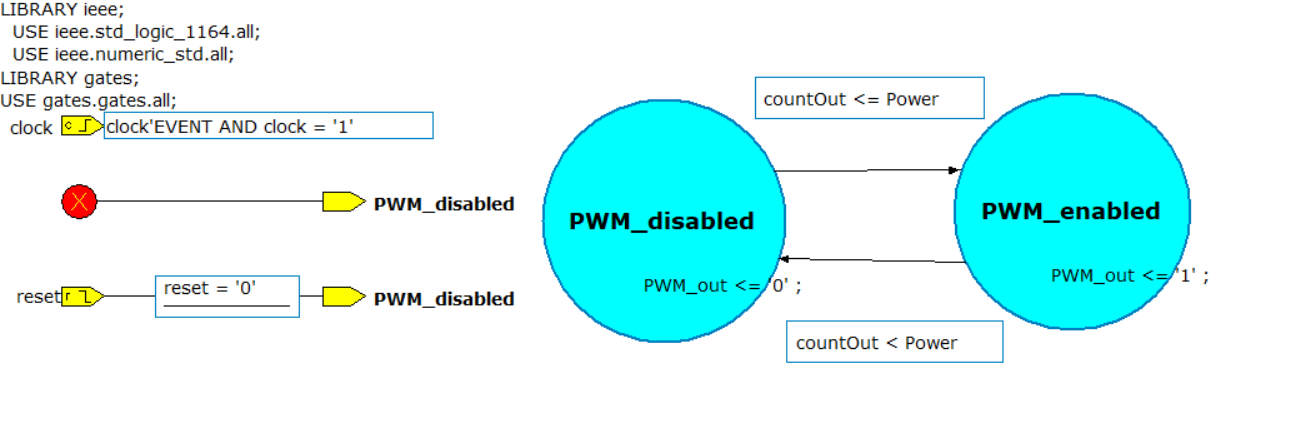 LIBRARY ieee;
USE ieee.std_logic_1164.all;
USE ieee.numeric_std.all;
LIBRARY gates;
USE gates.gates.all;
clock
c
clock'EVENT AND clock = '1'
PWM_disabled
reset
r
reset = '0'
PWM_disabled
countOut <= Power
PWM_disabled
PWM_out <= '0' ;
PWM_enabled
PWM_out <= '1' ;
countOut < Power